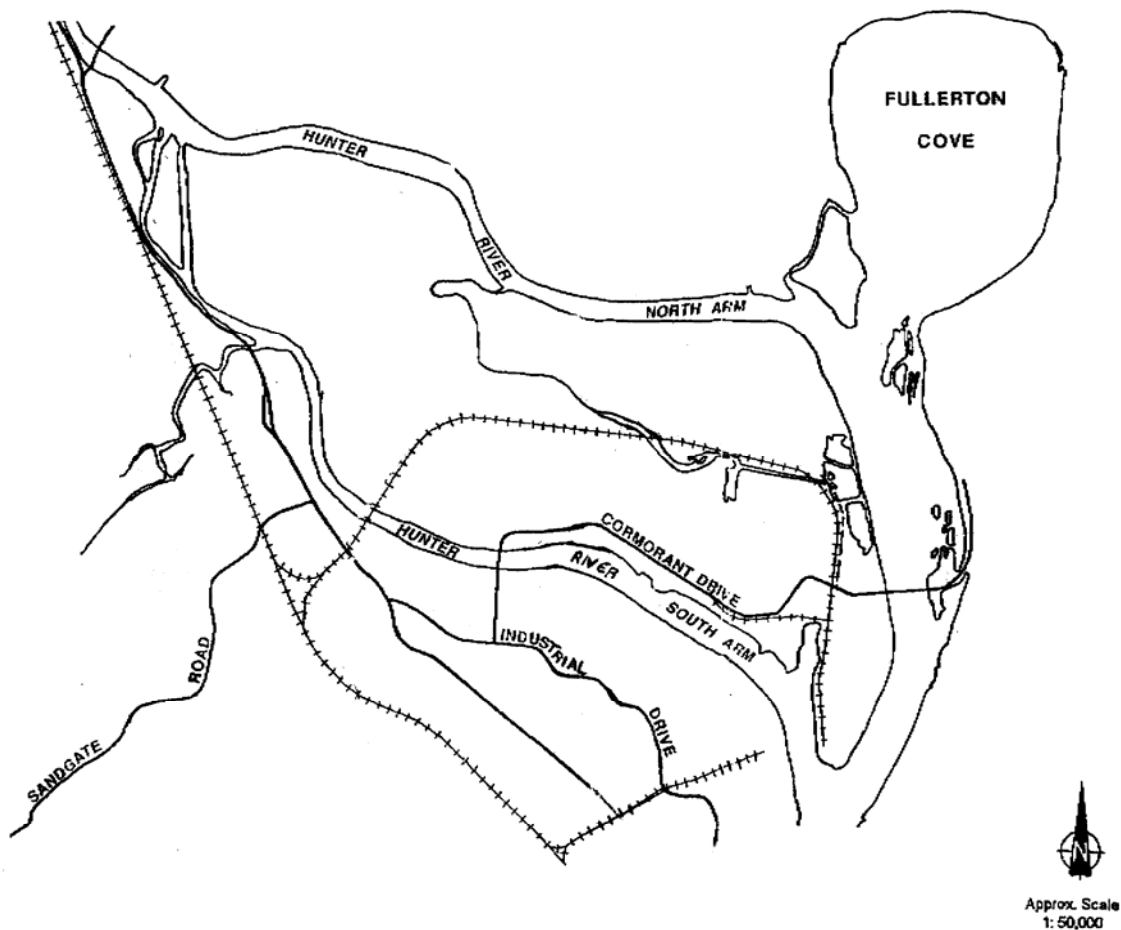 FULLERTON
COVE
HUNTER
RIVER
NORTH ARM
HUNTER
RIVER
SOUTH ARM
CORMORANT DRIVE
INDUSTRIAL
DRIVE
SANDGATE
ROAD
N
Approx. Scale
1:50,000